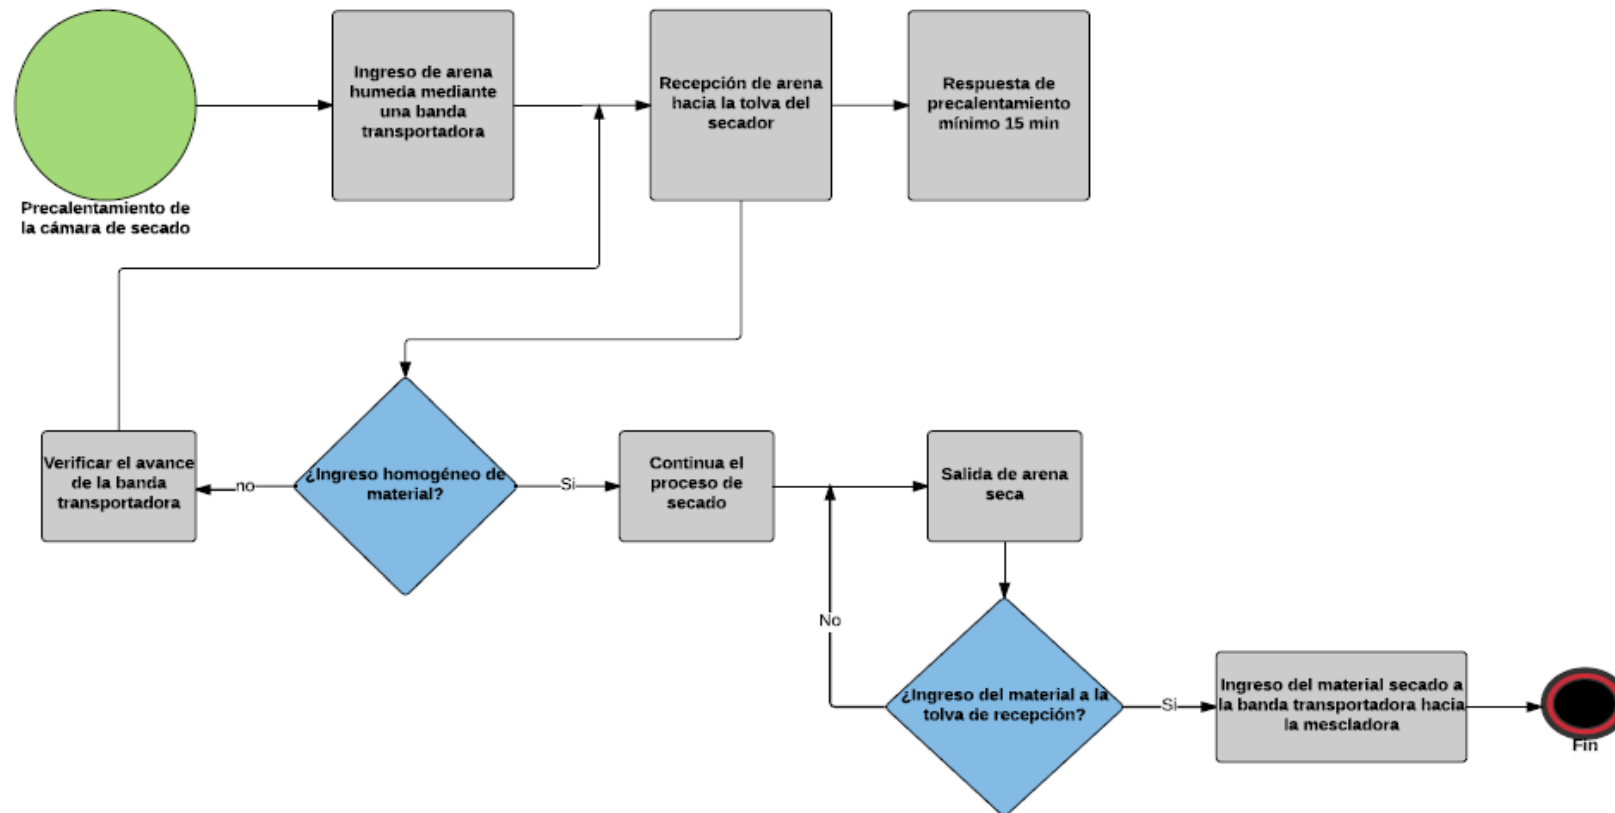 Precalentamiento de
la cámara de secado
Ingreso de arena
humeda mediante
una banda
transportadora
Recepción de arena
hacia la tolva del
secador
Respuesta de
precalentamiento
mínimo 15 min
Verificar el avance
de la banda
transportadora
no
¿Ingreso homogéneo de
material?
Si
Continua el
proceso de
secado
Salida de arena
seca
No
¿Ingreso del material a la
tolva de recepción?
Si
Ingreso del material secado a
la banda transportadora hacia
la mescladora
Fin